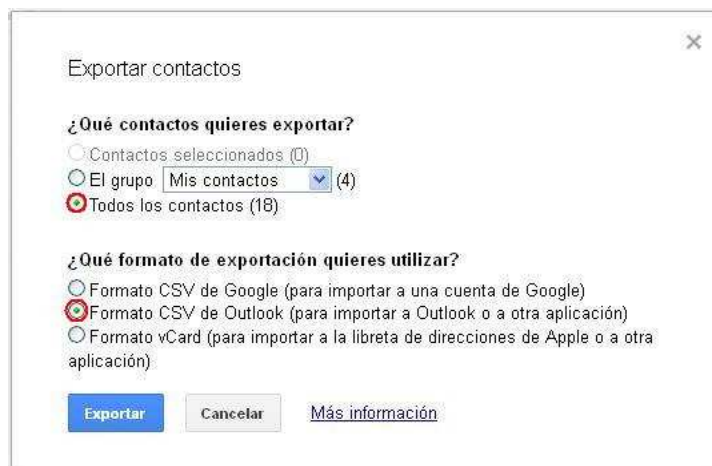 Exportar contactos
¿Qué contactos quieres exportar?
Contactos seleccionados (0)
El grupo Mis contactos (4)
Todos los contactos (18)
¿Qué formato de exportación quieres utilizar?
Formato CSV de Google (para importar a una cuenta de Google)
Formato CSV de Outlook (para importar a Outlook o a otra aplicación)
Formato vCard (para importar a la libreta de direcciones de Apple o a otra
aplicación)
Exportar Cancelar Más información